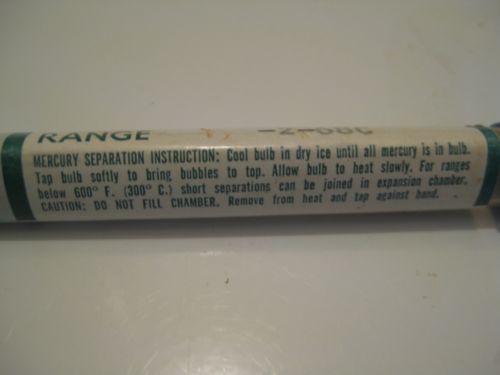 RANGE
MERCURY SEPARATION INSTRUCTION: Cool bulb in dry ice until all mercury is in bulb.
Tap bulb softly to bring bubbles to top. Allow bulb to heat slowly. For ranges
below 600° F. (300° C.) short separations can be joined in expansion chamber.
CAUTION: DO NOT FILL CHAMBER. Remove from heat and tap against hand.